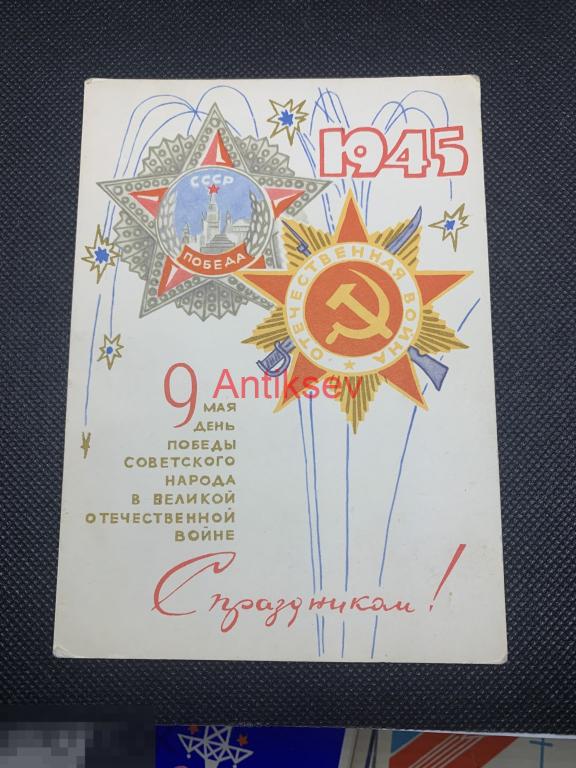 1945
СССР
ПОБЕДА
ОТЕЧЕСТВЕННАЯ ВОЙНА
Antiksev
9 МАЯ
ДЕНЬ
ПОБЕДЫ
СОВЕТСКОГО
НАРОДА
В ВЕЛИКОЙ
ОТЕЧЕСТВЕННОЙ
ВОЙНЕ
С праздником!